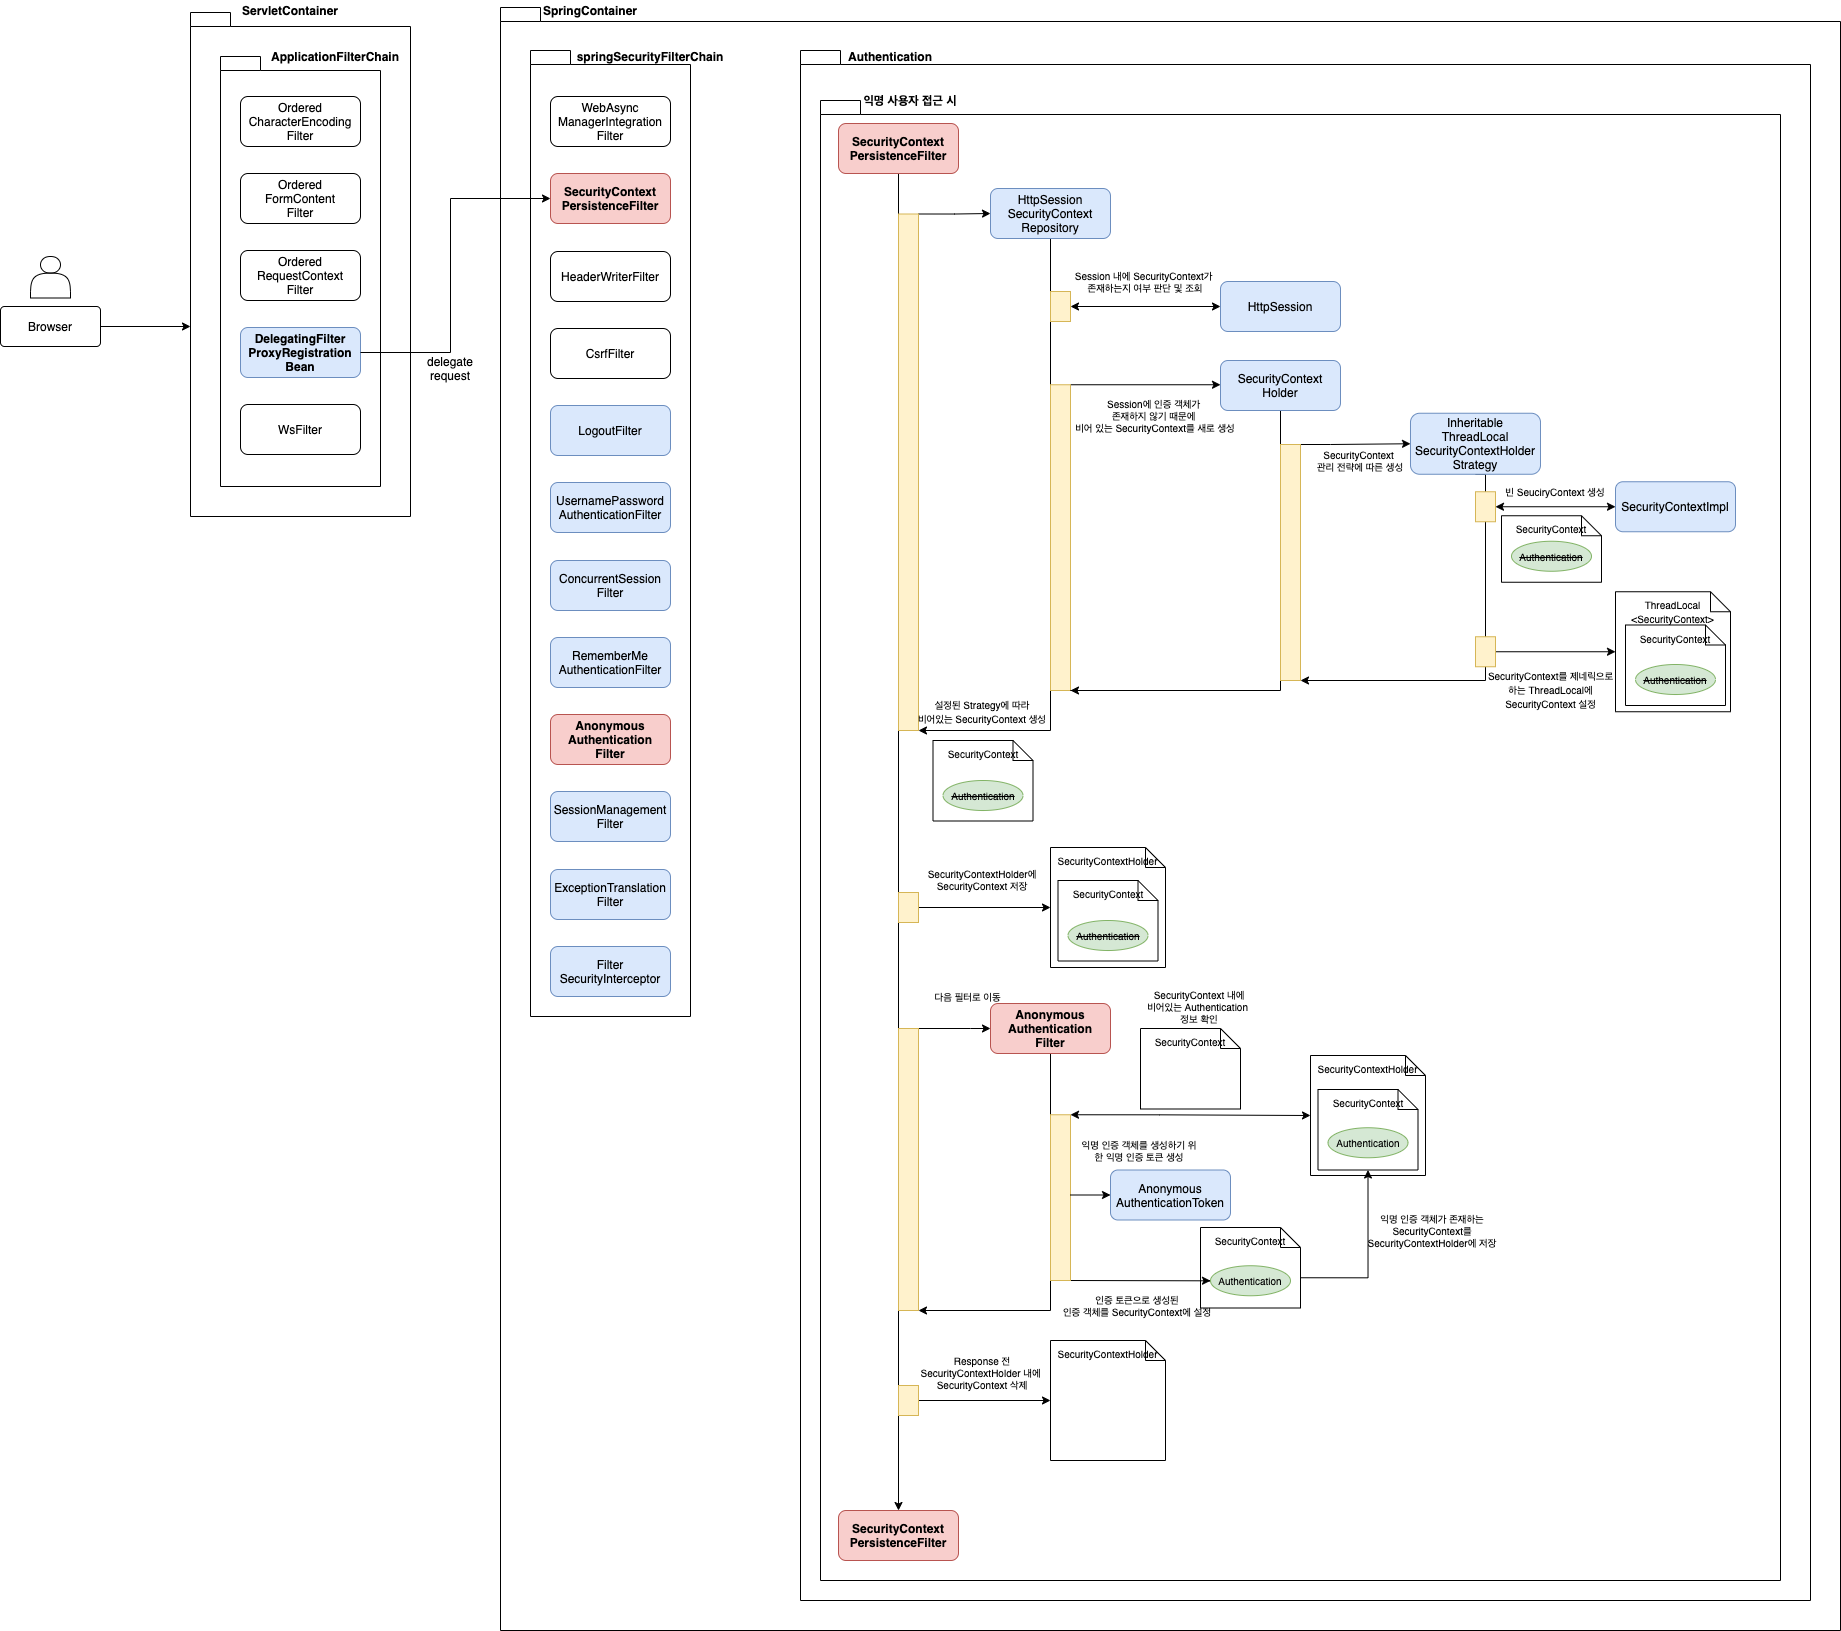 ServletContainer
ApplicationFilterChain
Ordered
CharacterEncoding
Filter
Ordered
FormContent
Filter
Ordered
RequestContext
Filter
Browser
DelegatingFilter
ProxyRegistration
Bean
delegate
request
WsFilter
SpringContainer
springSecurityFilterChain
WebAsync
ManagerIntegration
Filter
SecurityContext
PersistenceFilter
HeaderWriterFilter
CsrfFilter
LogoutFilter
UsernamePassword
AuthenticationFilter
ConcurrentSession
Filter
RememberMe
AuthenticationFilter
Anonymous
Authentication
Filter
SessionManagement
Filter
ExceptionTranslation
Filter
Filter
SecurityInterceptor
Authentication
익명 사용자 접근 시
SecurityContext
PersistenceFilter
HttpSession
SecurityContext
Repository
Session 내에 SecurityContext가
존재하는지 여부 판단 및 조회
HttpSession
SecurityContext
Holder
Session에 인증 객체가
존재하지 않기 때문에
비어 있는 SecurityContext를 새로 생성
SecurityContext
관리 전략에 따른 생성
Inheritable
ThreadLocal
SecurityContextHolder
Strategy
빈 SeuciryContext 생성
SecurityContextImpl
SecurityContext
Authentication
ThreadLocal
<SecurityContext>
SecurityContext
Authentication
SecurityContext를 제네릭으로
하는 ThreadLocal에
SecurityContext 설정
설정된 Strategy에 따라
비어있는 SecurityContext 생성
SecurityContext
Authentication
SecurityContextHolder에
SecurityContext 저장
SecurityContextHolder
SecurityContext
Authentication
다음 필터로 이동
Anonymous
Authentication
Filter
SecurityContext 내에
비어있는 Authentication
정보 확인
SecurityContext
SecurityContextHolder
SecurityContext
Authentication
익명 인증 객체를 생성하기 위
한 익명 인증 토큰 생성
Anonymous
AuthenticationToken
SecurityContext
Authentication
익명 인증 객체가 존재하는
SecurityContext를
SecurityContextHolder에 저장
인증 토큰으로 생성된
인증 객체를 SecurityContext에 설정
Response 전
SecurityContextHolder 내에
SecurityContext 삭제
SecurityContextHolder
SecurityContext
PersistenceFilter